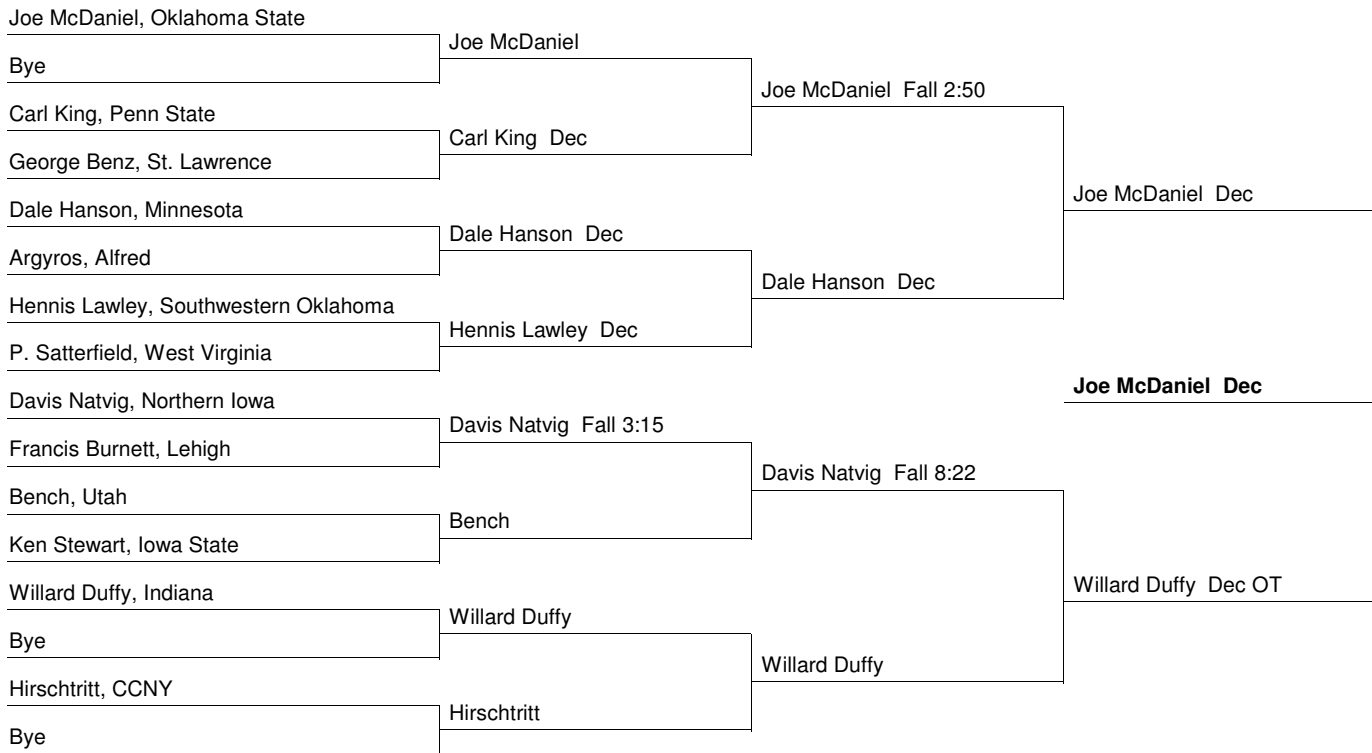 Joe McDaniel, Oklahoma State
Bye
Carl King, Penn State
George Benz, St. Lawrence
Dale Hanson, Minnesota
Argyros, Alfred
Hennis Lawley, Southwestern Oklahoma
P. Satterfield, West Virginia
Davis Natvig, Northern Iowa
Francis Burnett, Lehigh
Bench, Utah
Ken Stewart, Iowa State
Willard Duffy, Indiana
Bye
Hirschtritt, CCNY
Bye
Joe McDaniel
Carl King Dec
Dale Hanson Dec
Hennis Lawley Dec
Davis Natvig Fall 3:15
Bench
Willard Duffy
Hirschtritt
Joe McDaniel Fall 2:50
Dale Hanson Dec
Davis Natvig Fall 8:22
Willard Duffy
Joe McDaniel Dec
Joe McDaniel Dec
Willard Duffy Dec OT